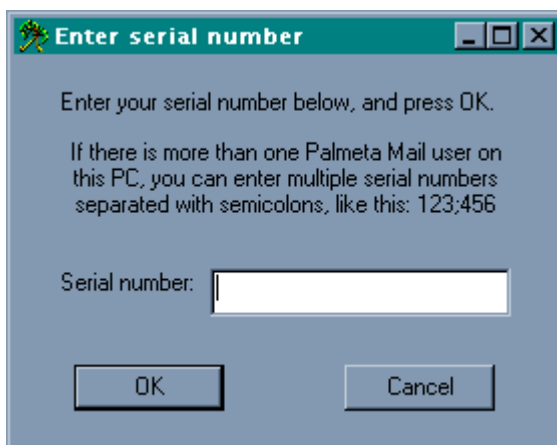 Enter serial number
Enter your serial number below, and press OK.
If there is more than one Palmeta Mail user on
this PC, you can enter multiple serial numbers
separated with semicolons, like this: 123;456
Serial number:
OK
Cancel